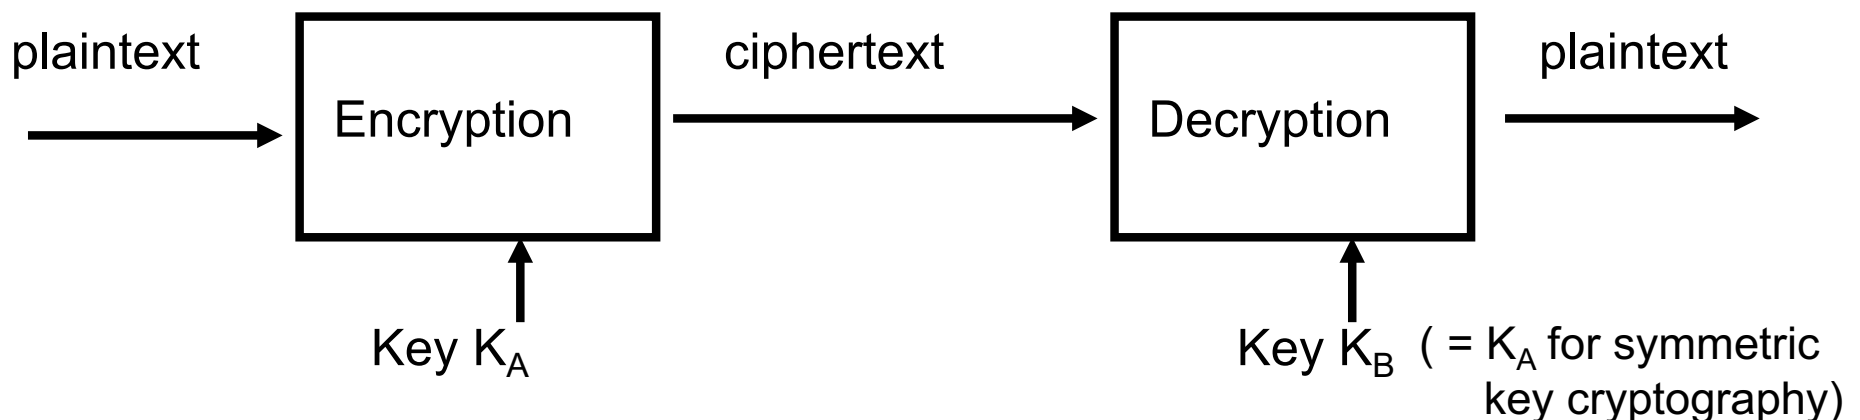 plaintext
ciphertext
plaintext
Encryption
Decryption
Key K_A
Key K_B ( = K_A for symmetric
key cryptography)